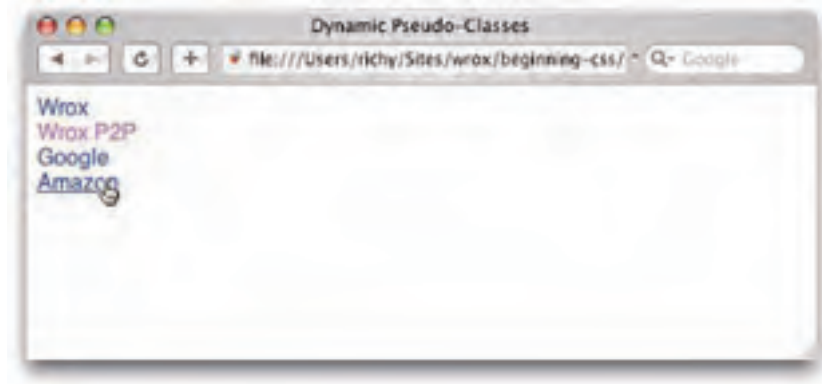 Dynamic Pseudo-Classes
file:///Users/richy/Sites/wrox/beginning-css/
Google
Wrox
Wrox P2P
Google
Amazon